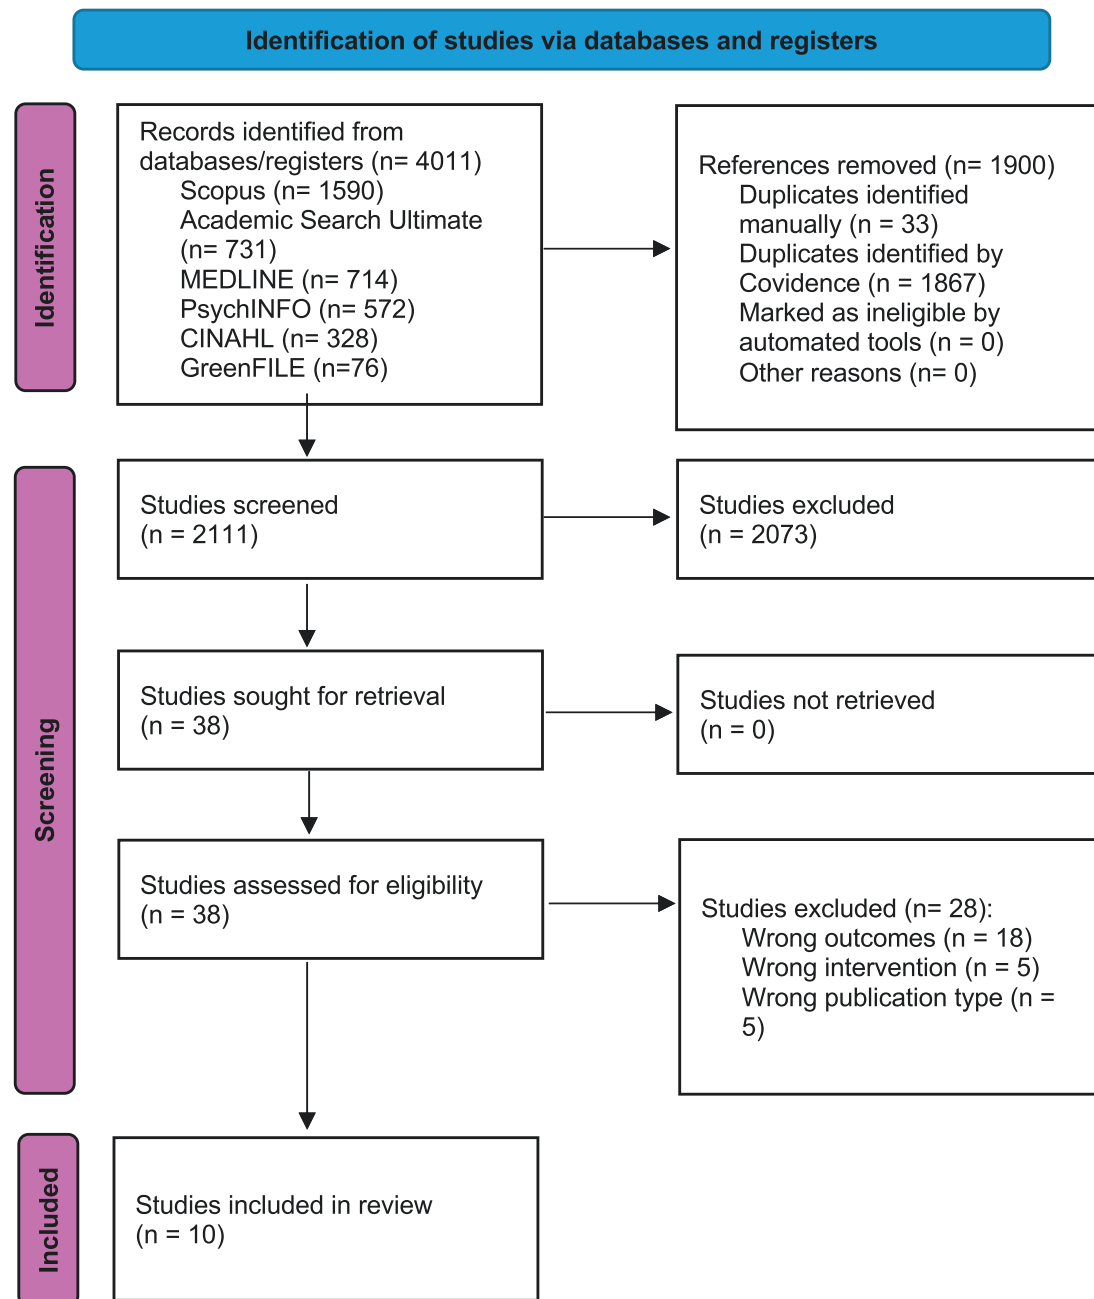 Identification of studies via databases and registers
Identification
Records identified from
databases/registers (n= 4011)
Scopus (n= 1590)
Academic Search Ultimate
(n= 731)
MEDLINE (n= 714)
PsychINFO (n= 572)
CINAHL (n= 328)
GreenFILE (n=76)
References removed (n= 1900)
Duplicates identified
manually (n = 33)
Duplicates identified by
Covidence (n = 1867)
Marked as ineligible by
automated tools (n = 0)
Other reasons (n= 0)
Screening
Studies screened
(n = 2111)
Studies excluded
(n = 2073)
Studies sought for retrieval
(n = 38)
Studies not retrieved
(n = 0)
Studies assessed for eligibility
(n = 38)
Studies excluded (n= 28):
Wrong outcomes (n = 18)
Wrong intervention (n = 5)
Wrong publication type (n =
5)
Included
Studies included in review
(n = 10)